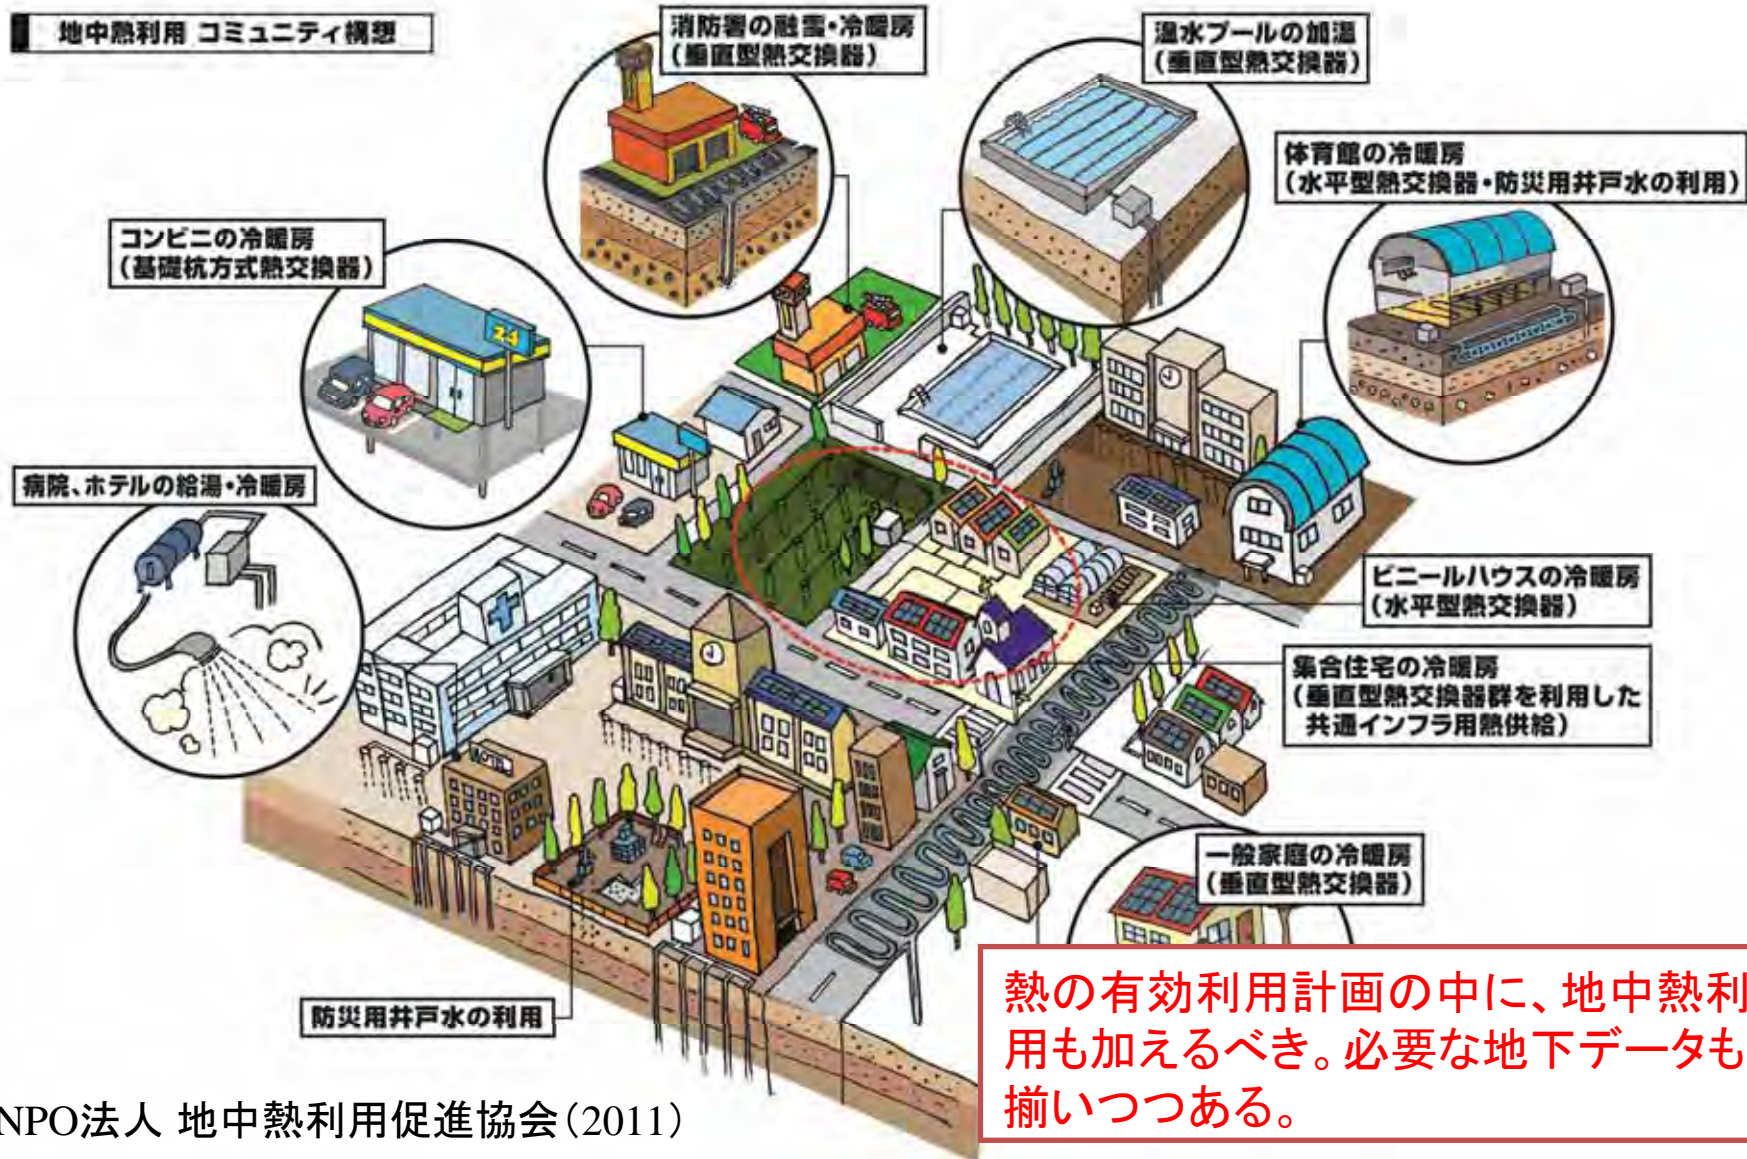 地中熱利用 コミュニティ構想
消防署の融雪・冷暖房
(垂直型熱交換器)
温水プールの加温
(垂直型熱交換器)
体育館の冷暖房
(水平型熱交換器・防災用井戸水の利用)
コンビニの冷暖房
(基礎杭方式熱交換器)
24
病院、ホテルの給湯・冷暖房
ビニールハウスの冷暖房
(水平型熱交換器)
集合住宅の冷暖房
(垂直型熱交換器群を利用した
共通インフラ用熱供給)
一般家庭の冷暖房
(垂直型熱交換器)
防災用井戸水の利用
熱の有効利用計画の中に、地中熱利
用も加えるべき。必要な地下データも
揃いつつある。
NPO法人 地中熱利用促進協会(2011)